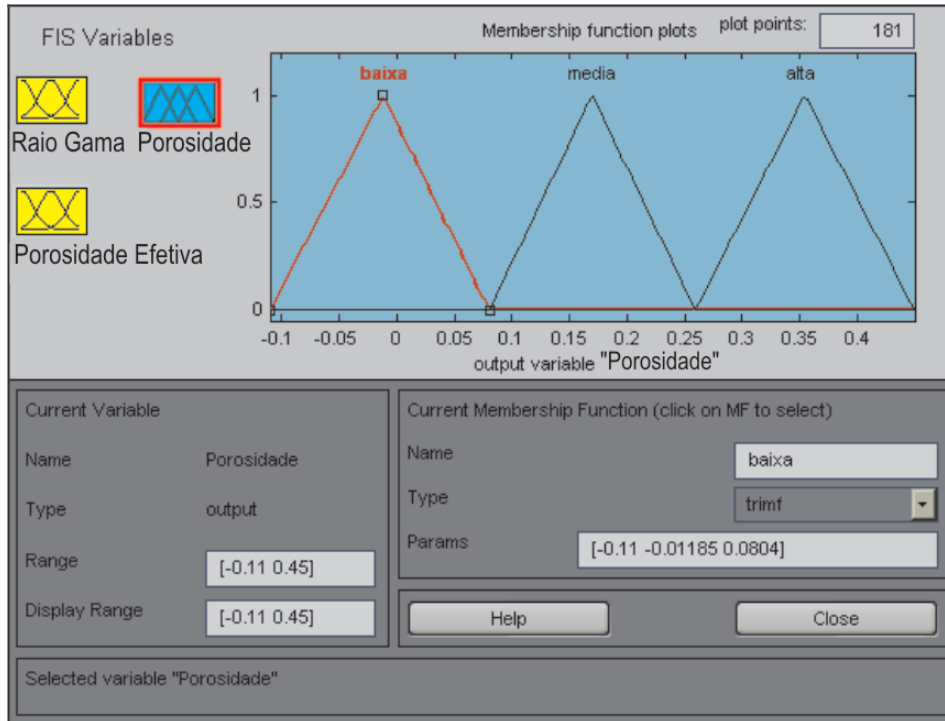 FIS Variables
Membership function plots
plot points:
181
Raio Gama
Porosidade
Porosidade Efetiva
baixa
media
alta
1
0.5
0
-0.1
-0.05
0
0.05
0.1
0.15
0.2
0.25
0.3
0.35
0.4
output variable "Porosidade"
Current Variable
Name
Porosidade
Type
output
Range
[-0.11 0.45]
Display Range
[-0.11 0.45]
Current Membership Function (click on MF to select)
Name
baixa
Type
trimf
Params
[-0.11 -0.01185 0.0804]
Help
Close
Selected variable "Porosidade"